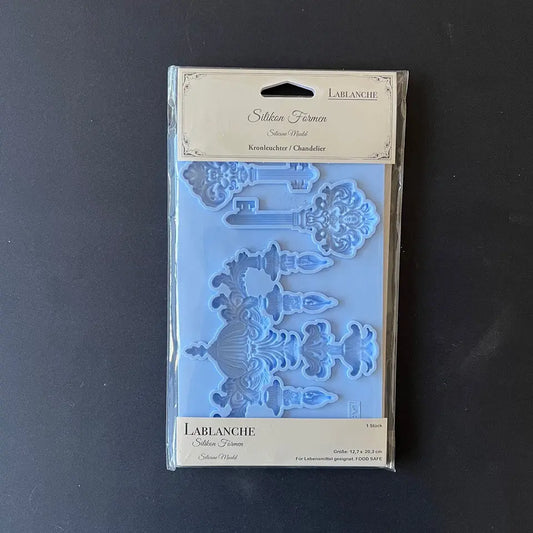 LABLANCHE
Silikon Formen
Silicone Mould
Kronleuchter / Chandelier
LABLANCHE
1 Stück
Silikon Formen
Silicone Mould
Größe: 12,7 x 20,3 cm
Für Lebensmittel geeignet. FOOD SAFE